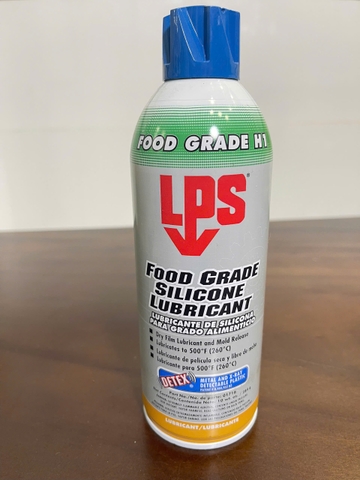 FOOD GRADE H1
LPS®
FOOD GRADE
SILICONE
LUBRICANT
LUBRICANTE DE SILICONA
PARA GRADO ALIMENTICIO
Dry Film Lubricant and Mold Release
Lubricates to 500°F (260°C)
Lubricante de película seca y libre de molde
Lubricante para 500°F (260°C)
DETEX
METAL AND X-RAY
DETECTABLE PLASTIC
LUBRICANT/LUBRICANTE